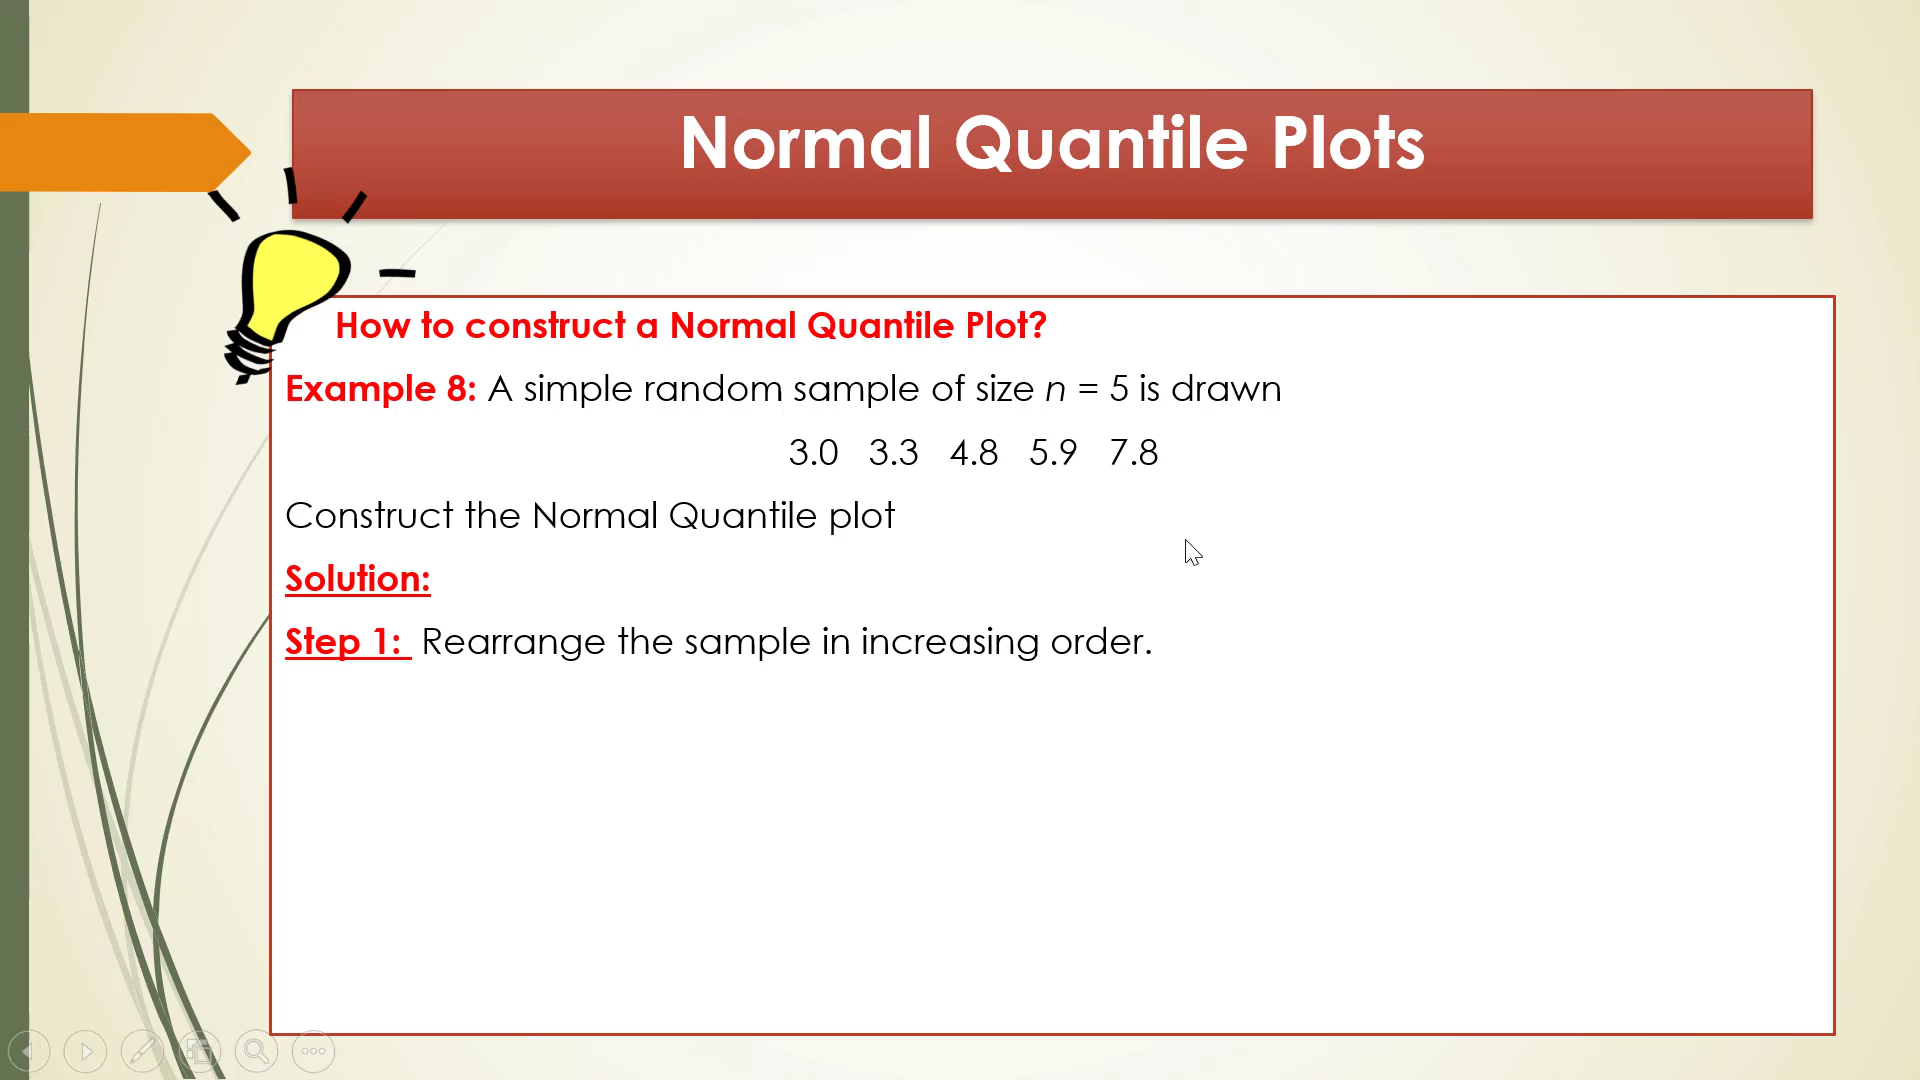 Normal Quantile Plots
How to construct a Normal Quantile Plot?
Example 8: A simple random sample of size n = 5 is drawn
3.0 3.3 4.8 5.9 7.8
Construct the Normal Quantile plot
Solution:
Step 1: Rearrange the sample in increasing order.